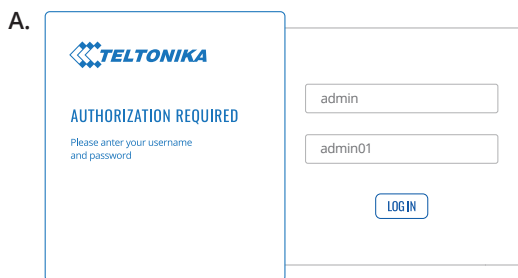 A.
TELTONIKA
AUTHORIZATION REQUIRED
Please anter your username
and password
admin
admin01
LOG IN